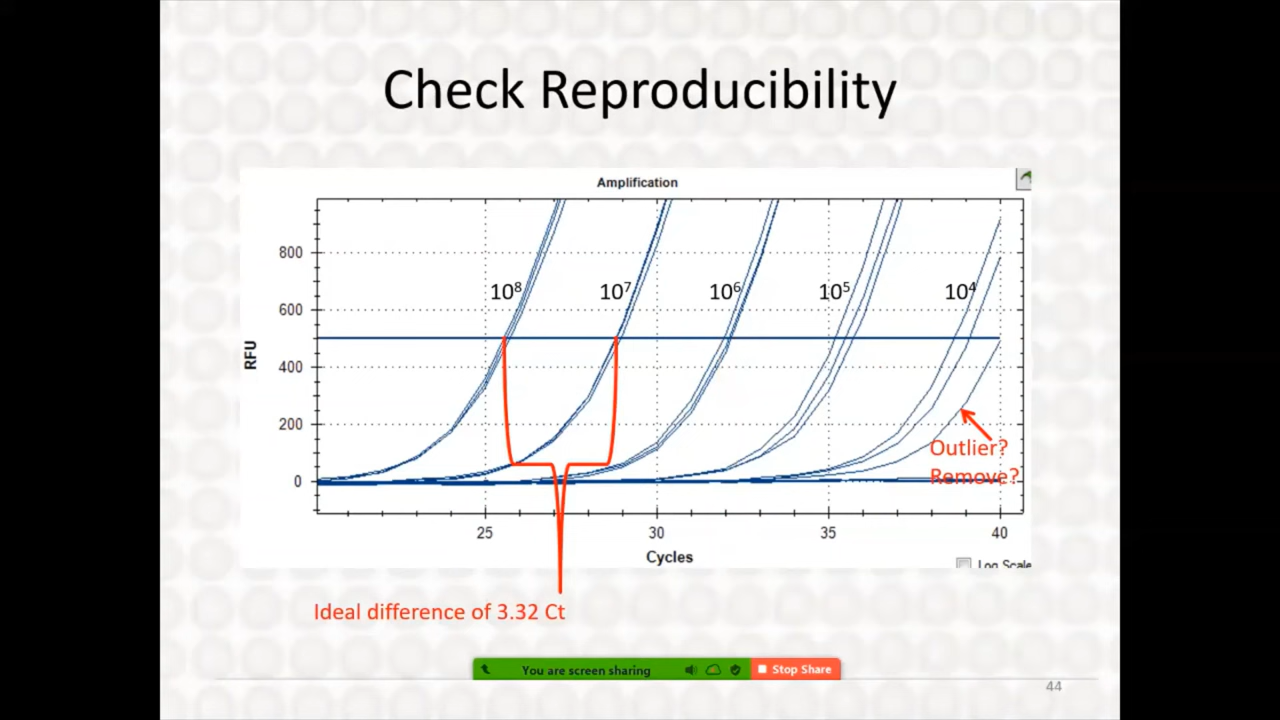 Check Reproducibility
Amplification
800
600
400
200
0
RFU
10⁸
10⁷
10⁶
10⁵
10⁴
Outlier?
Remove?
25
30
35
40
Cycles
Log Scale
Ideal difference of 3.32 Ct
You are screen sharing
Stop Share
44